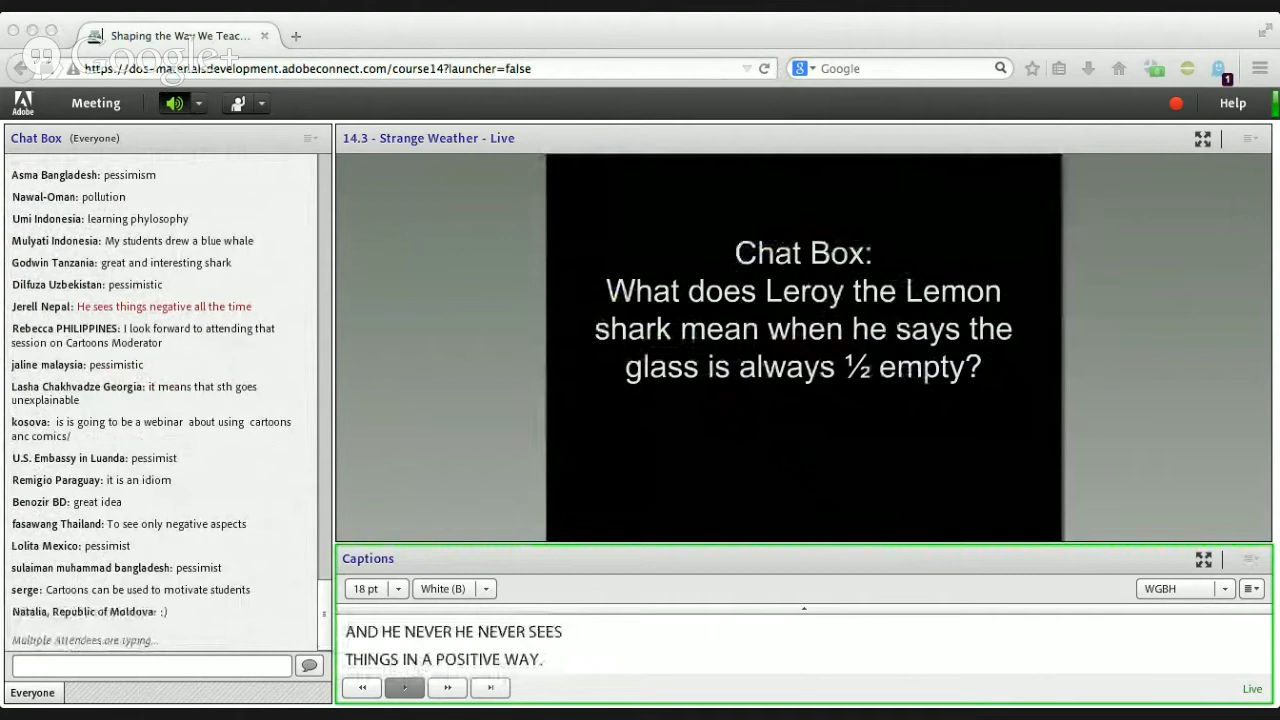 Shaping the Way We Teac...
Google+
https://dos-materialsdevelopment.adobeconnect.com/course14?launcher=false
Google
1
Adobe
Meeting
Help
Chat Box (Everyone)
Asma Bangladesh: pessimism
Nawal-Oman: pollution
Umi Indonesia: learning phylosophy
Mulyati Indonesia: My students drew a blue whale
Godwin Tanzania: great and interesting shark
Dilfuza Uzbekistan: pessimistic
Jerell Nepal: He sees things negative all the time
Rebecca PHILIPPINES: I look forward to attending that
session on Cartoons Moderator
jaline malaysia: pessimistic
Lasha Chakhvadze Georgia: it means that sth goes
unexplainable
kosova: is is going to be a webinar about using cartoons
anc comics/
U.S. Embassy in Luanda: pessimist
Remigio Paraguay: it is an idiom
Benozir BD: great idea
fasawang Thailand: To see only negative aspects
Lolita Mexico: pessimist
sulaiman muhammad bangladesh: pessimist
serge: Cartoons can be used to motivate students
Natalia, Republic of Moldova: :)
Multiple Attendees are typing...
Everyone
14.3 - Strange Weather - Live
Chat Box:
What does Leroy the Lemon
shark mean when he says the
glass is always ½ empty?
Captions
18 pt
White (B)
WGBH
AND HE NEVER HE NEVER SEES
THINGS IN A POSITIVE WAY.
Live